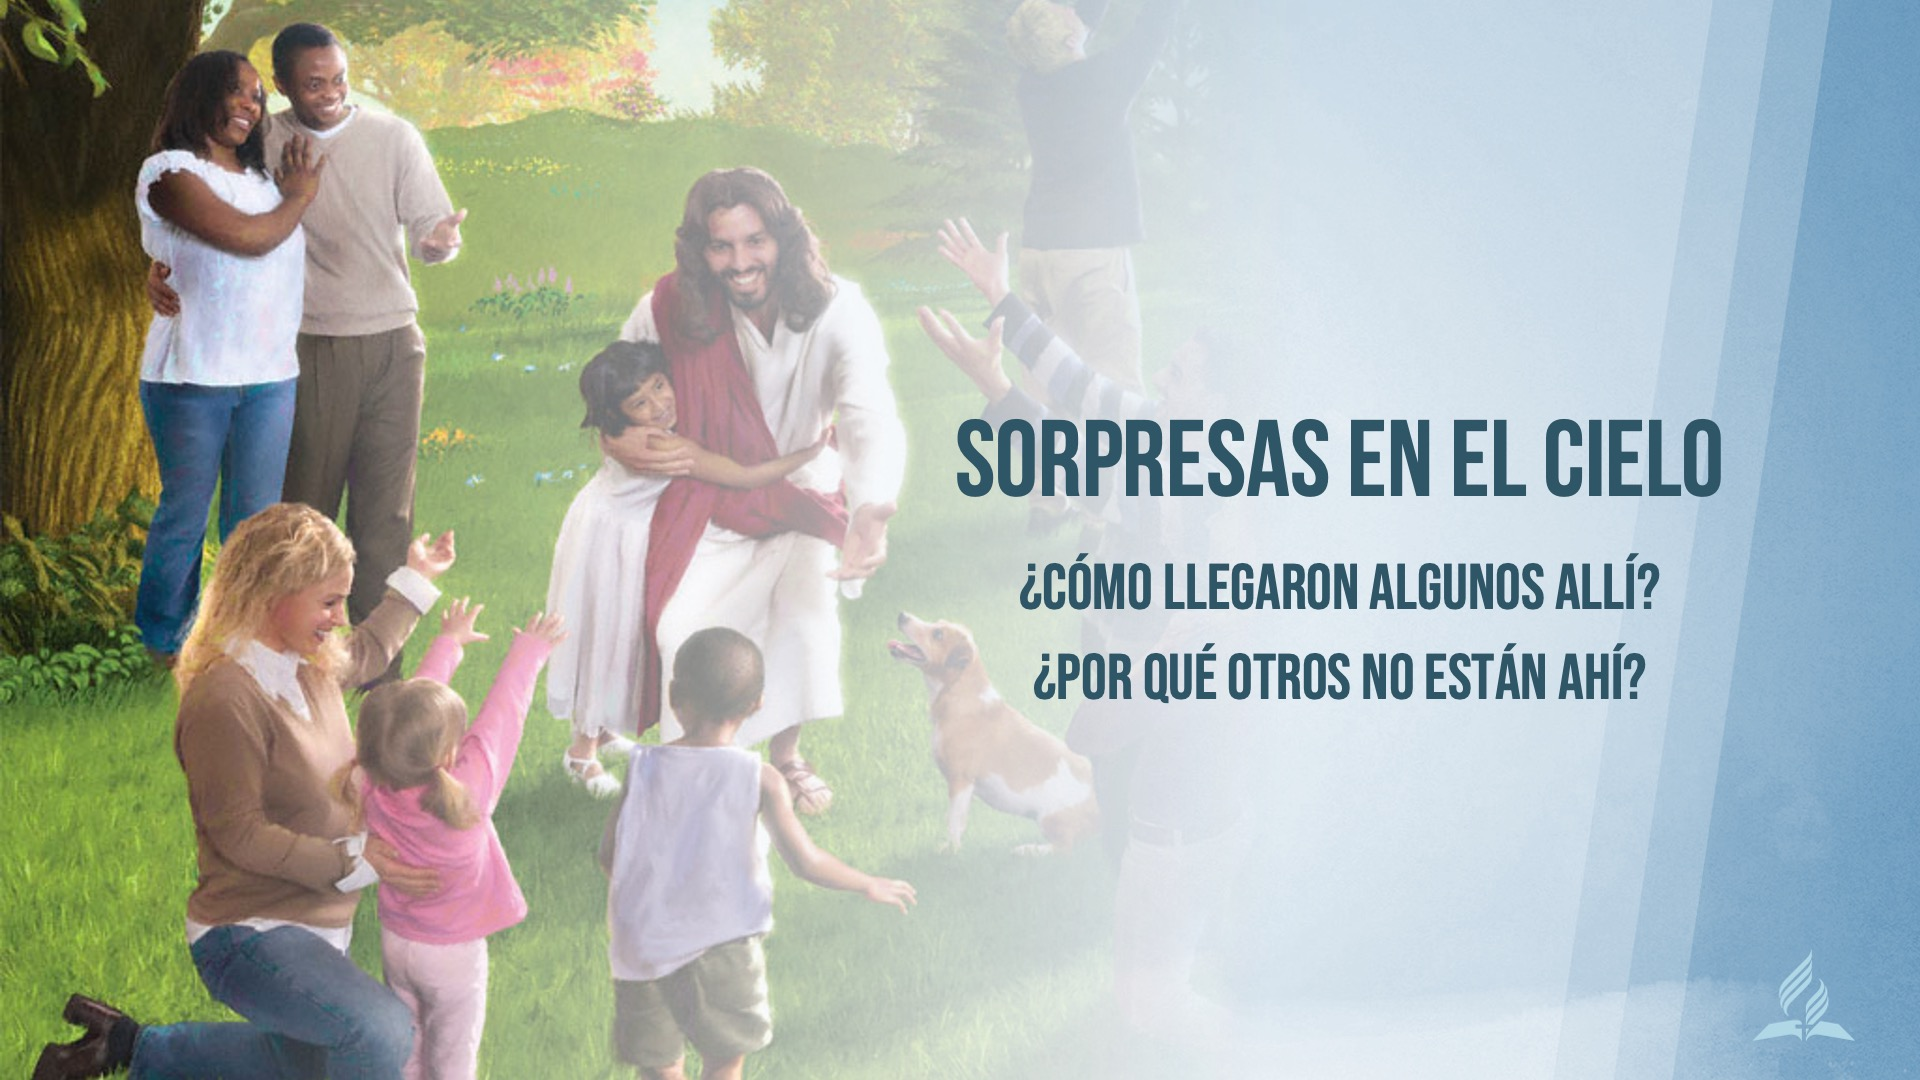 SORPRESAS EN EL CIELO
¿CÓMO LLEGARON ALGUNOS ALLÍ?
¿POR QUÉ OTROS NO ESTÁN AHÍ?